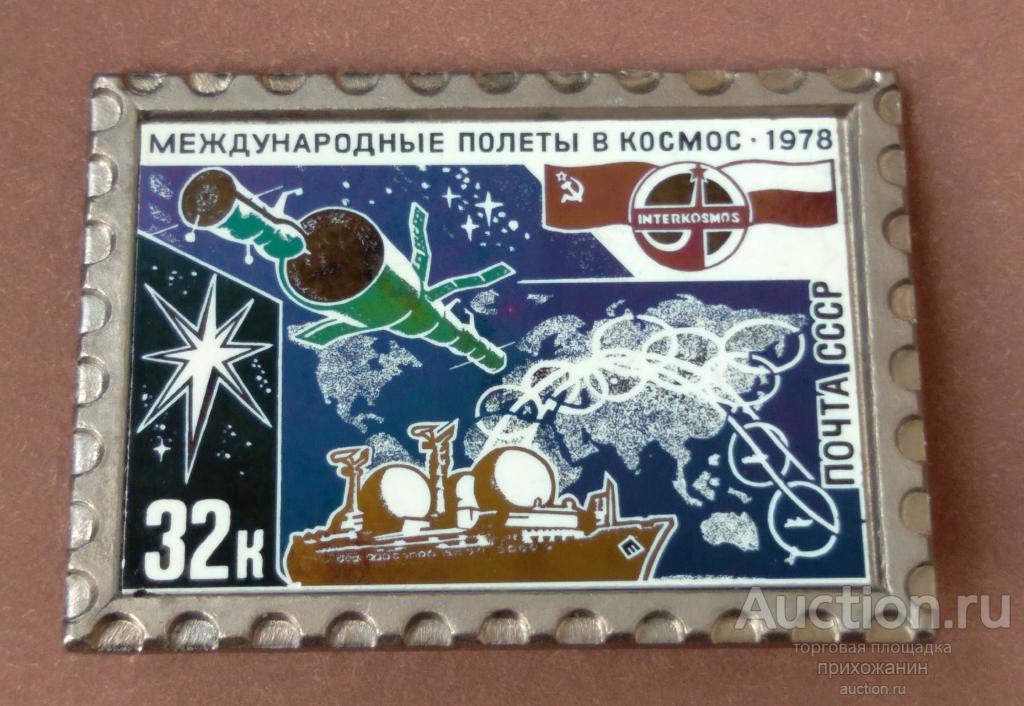 МЕЖДУНАРОДНЫЕ ПОЛЕТЫ В КОСМОС · 1978
INTERKOSMOS
ПОЧТА СССР
32к
Auction.ru
торговая площадка
прихожанин
auction.ru